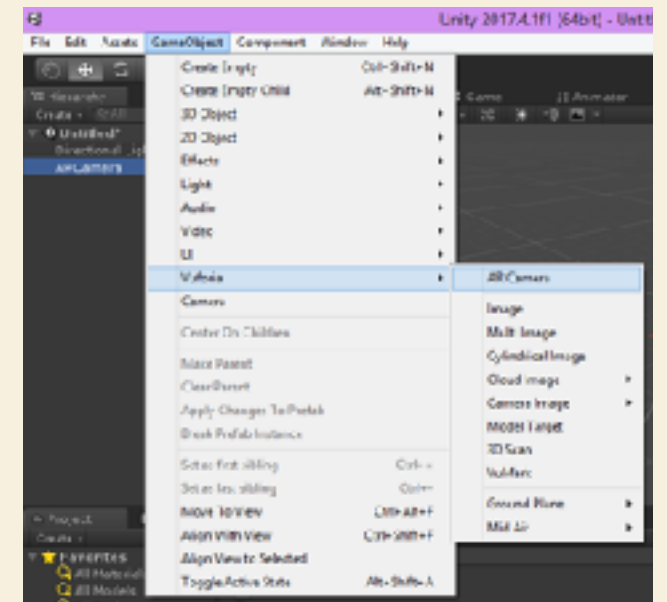 Unity 2017.4.1f1 (64bit) - Untit
File Edit Assets GameObject Component Window Help
Create Empty Ctrl+Shift+N
Create Empty Child Alt+Shift+N
3D Object
2D Object
Effects
Light
Audio
Video
UI
Vuforia
Camera
Center On Children
Make Parent
Clear Parent
Apply Changes To Prefab
Break Prefab Instance
Set as first sibling Ctrl+=
Set as last sibling Ctrl+-
Move To View Ctrl+Alt+F
Align With View Ctrl+Shift+F
Align View to Selected
Toggle Active State Alt+Shift+A
AR Camera
Image
Multi Image
Cylindrical Image
Cloud Image
Camera Image
Model Target
3D Scan
VuMark
Ground Plane
Mid Air
Hierarchy
Create
Untitled*
Directional Lig
ARCamera
Game Animator
Project
Create
Favorites
All Material
All Models